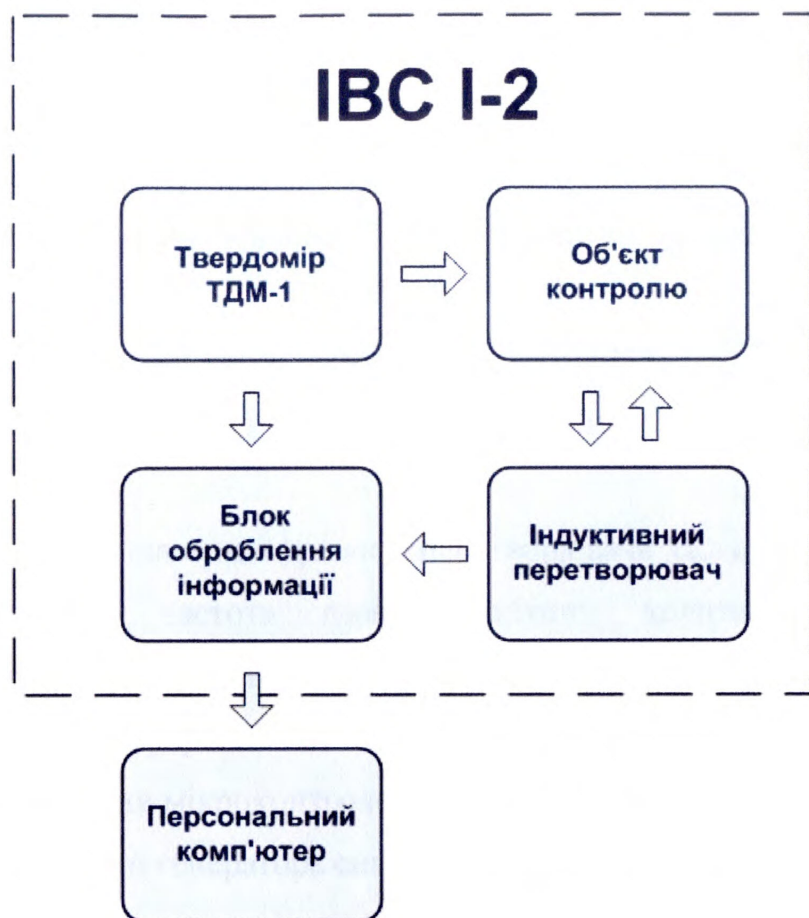 ІВС І-2
Твердомір
ТДМ-1
Об'єкт
контролю
Блок
оброблення
інформації
Індуктивний
перетворювач
Персональний
комп'ютер